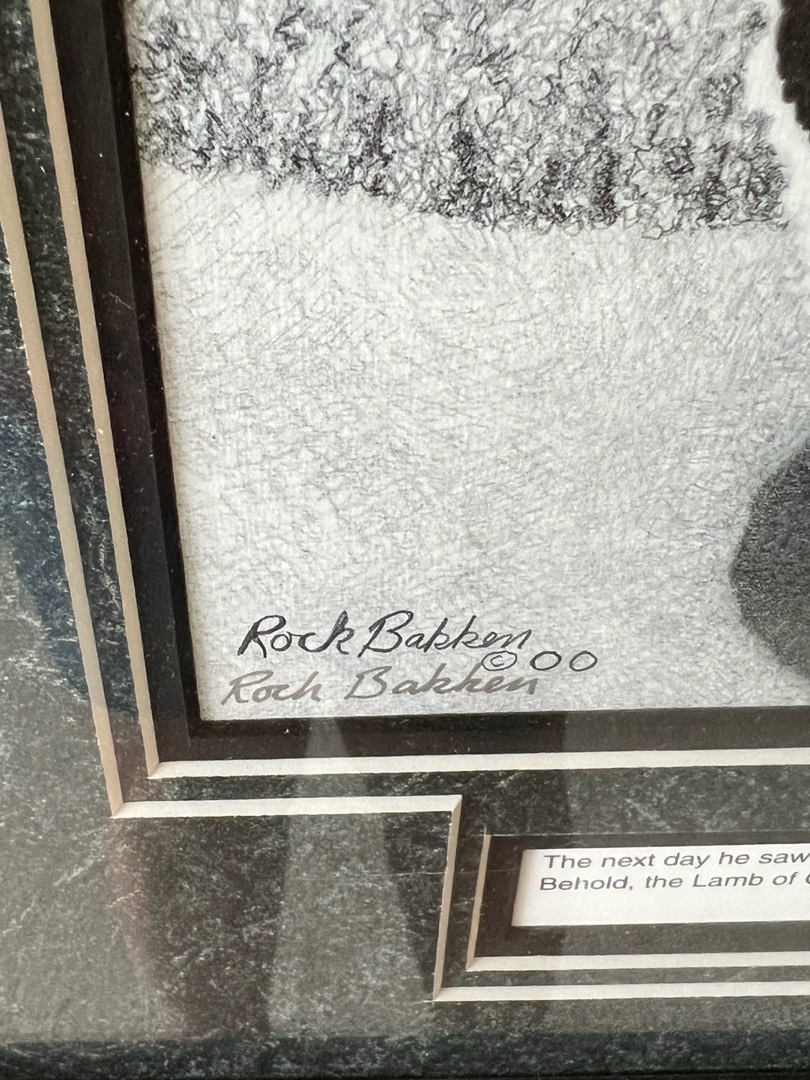 Rock Bakken
© 00
Rock Bakken
The next day he saw
Behold, the Lamb of